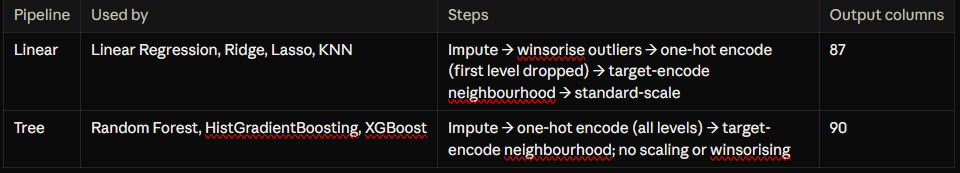 Pipeline Used by Steps Output columns
Linear Linear Regression, Ridge, Lasso, KNN Impute → winsorise outliers → one-hot encode 87
(first level dropped) → target-encode
neighbourhood → standard-scale
Tree Random Forest, HistGradientBoosting, XGBoost Impute → one-hot encode (all levels) → target- 90
encode neighbourhood; no scaling or winsorising